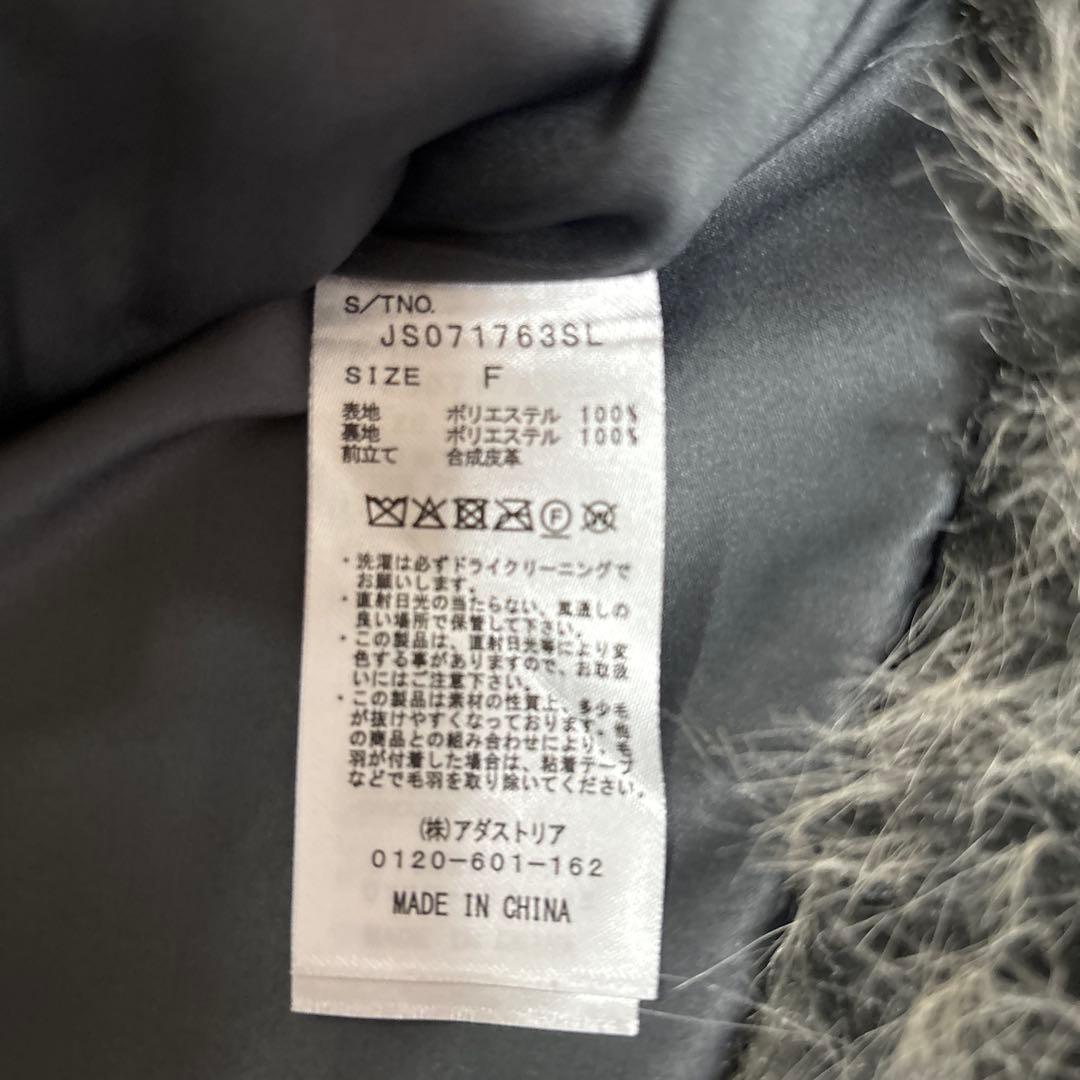 S/TNO.
JS071763SL
SIZE F
表地 ポリエステル 100%
裏地 ポリエステル 100%
前立て 合成皮革
・洗濯は必ずドライクリーニングで
お願いします。
・直射日光の当たらない、風通しの
良い場所で保管して下さい。
・この製品は、直射日光等により変
色する事がありますので、お取扱
いにはご注意下さい。
・この製品は素材の性質上、多少毛
が抜けやすくなっております。他
の商品との組み合わせにより、毛
羽が付着した場合は、粘着テープ
などで毛羽を取り除いてください。
(株)アダストリア
0120-601-162
MADE IN CHINA